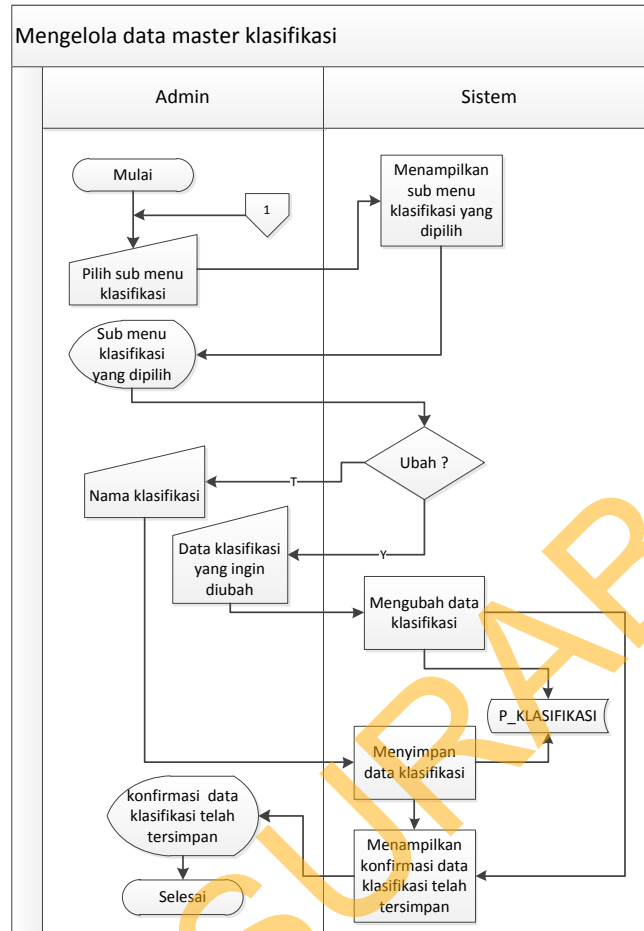 Mengelola data master klasifikasi
Admin
Sistem
Mulai
1
Menampilkan
sub menu
klasifikasi yang
dipilih
Pilih sub menu
klasifikasi
Sub menu
klasifikasi
yang dipilih
Ubah ?
T
Nama klasifikasi
Y
Data klasifikasi
yang ingin
diubah
Mengubah data
klasifikasi
P_KLASIFIKASI
Menyimpan
data klasifikasi
konfirmasi data
klasifikasi telah
tersimpan
Menampilkan
konfirmasi data
klasifikasi telah
tersimpan
Selesai
SURAB